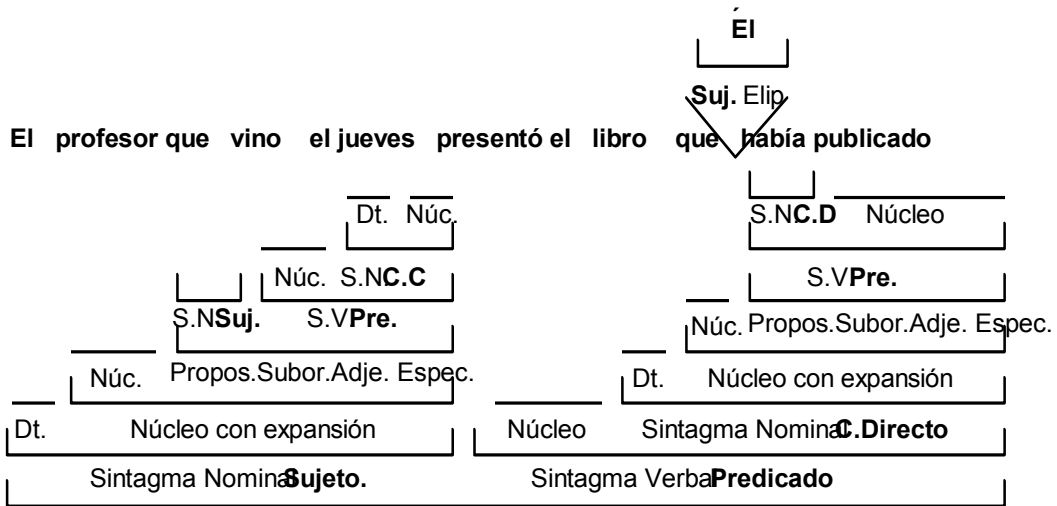 Él
Suj. Elip
El profesor que vino el jueves presentó el libro que había publicado
Dt. Núc. S.N C.D Núcleo
Núc. S.N C.C S.V Pre.
S.N Suj. S.V Pre. Núc. Propos.Subor.Adje. Espec.
Núc. Propos.Subor.Adje. Espec. Dt. Núcleo con expansión
Dt. Núcleo con expansión Núcleo Sintagma Nominal C.Directo
Sintagma Nominal Sujeto. Sintagma Verbal Predicado